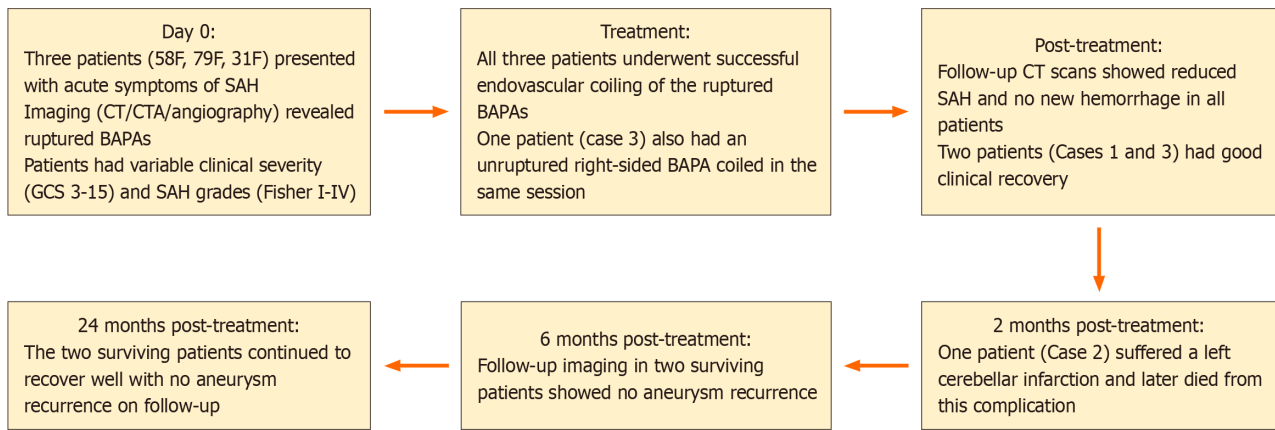 Day 0:
Three patients (58F, 79F, 31F) presented
with acute symptoms of SAH
Imaging (CT/CTA/angiography) revealed
ruptured BAPAs
Patients had variable clinical severity
(GCS 3-15) and SAH grades (Fisher I-IV)
Treatment:
All three patients underwent successful
endovascular coiling of the ruptured
BAPAs
One patient (case 3) also had an
unruptured right-sided BAPA coiled in the
same session
Post-treatment:
Follow-up CT scans showed reduced
SAH and no new hemorrhage in all
patients
Two patients (Cases 1 and 3) had good
clinical recovery
2 months post-treatment:
One patient (Case 2) suffered a left
cerebellar infarction and later died from
this complication
6 months post-treatment:
Follow-up imaging in two surviving
patients showed no aneurysm recurrence
24 months post-treatment:
The two surviving patients continued to
recover well with no aneurysm
recurrence on follow-up